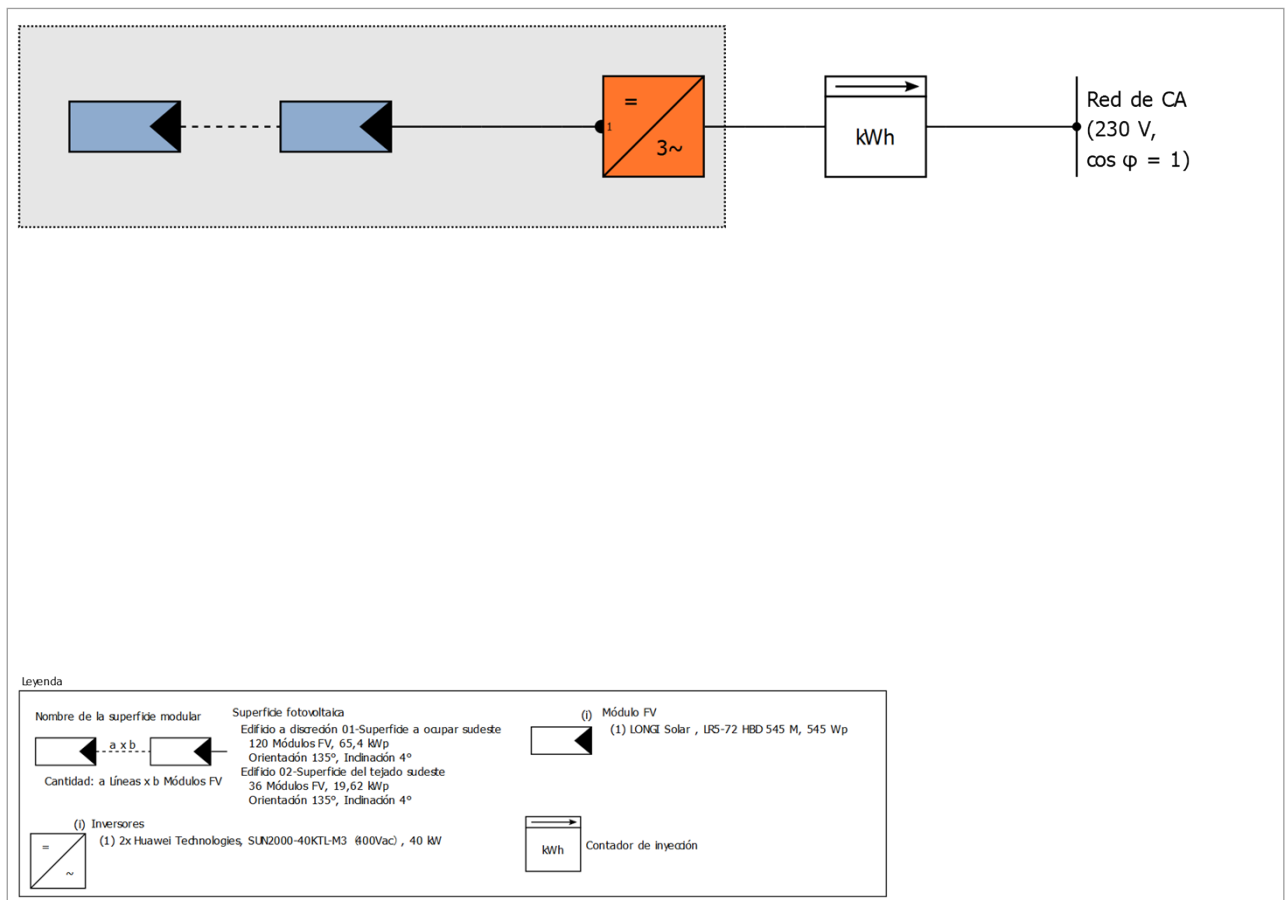 =
1
3~
kWh
Red de CA
(230 V,
cos φ = 1)
Leyenda
Nombre de la superficie modular
a x b
Cantidad: a Líneas x b Módulos FV
Superficie fotovoltaica
Edificio a discreción 01-Superficie a ocupar sudeste
120 Módulos FV, 65,4 kWp
Orientación 135°, Inclinación 4°
Edificio 02-Superficie del tejado sudeste
36 Módulos FV, 19,62 kWp
Orientación 135°, Inclinación 4°
(i) Módulo FV
(1) LONGI Solar , LR5-72 HBD 545 M, 545 Wp
(i) Inversores
(1) 2x Huawei Technologies, SUN2000-40KTL-M3 (400Vac) , 40 kW
=
~
kWh
Contador de inyección